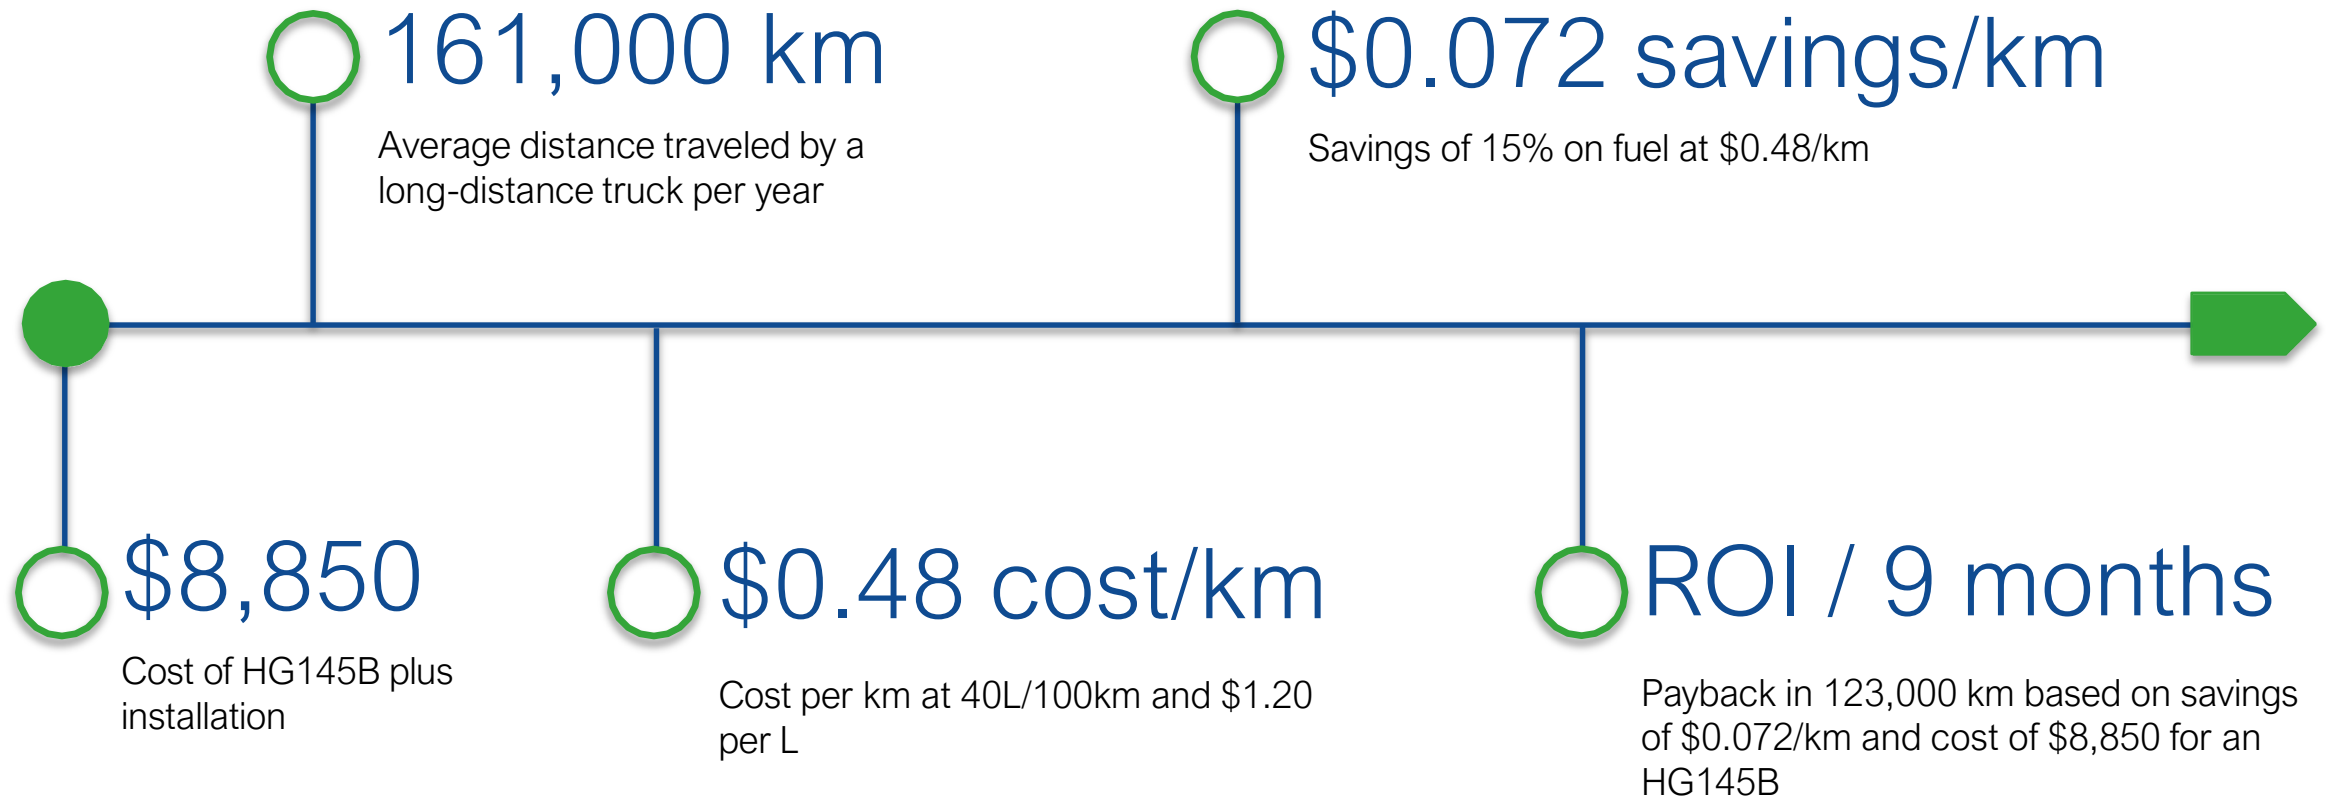 161,000 km
Average distance traveled by a
long-distance truck per year
$0.072 savings/km
Savings of 15% on fuel at $0.48/km
$8,850
Cost of HG145B plus
installation
$0.48 cost/km
Cost per km at 40L/100km and $1.20
per L
ROI / 9 months
Payback in 123,000 km based on savings
of $0.072/km and cost of $8,850 for an
HG145B